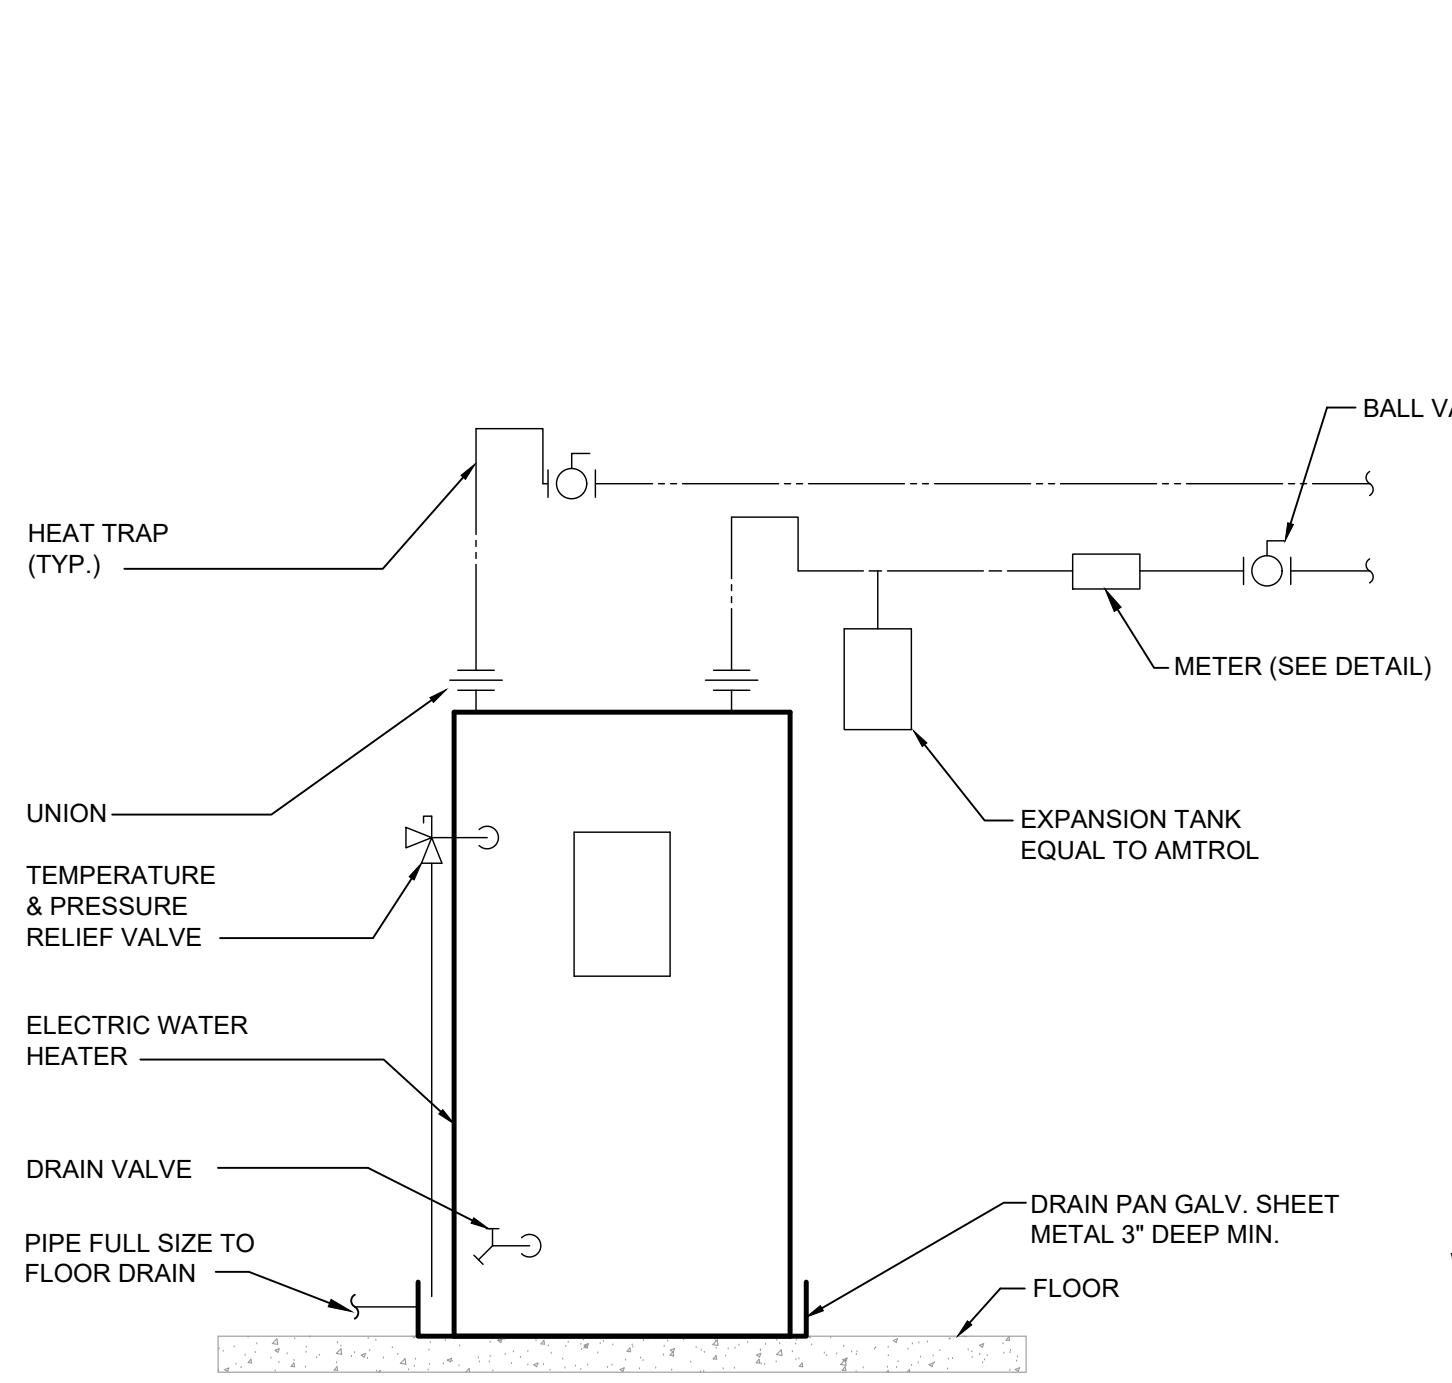 BALL
HEAT TRAP
(TYP.)
METER (SEE DETAIL)
UNION
EXPANSION TANK
EQUAL TO AMTROL
TEMPERATURE
& PRESSURE
RELIEF VALVE
ELECTRIC WATER
HEATER
DRAIN VALVE
DRAIN PAN GALV. SHEET
METAL 3" DEEP MIN.
PIPE FULL SIZE TO
FLOOR DRAIN
FLOOR